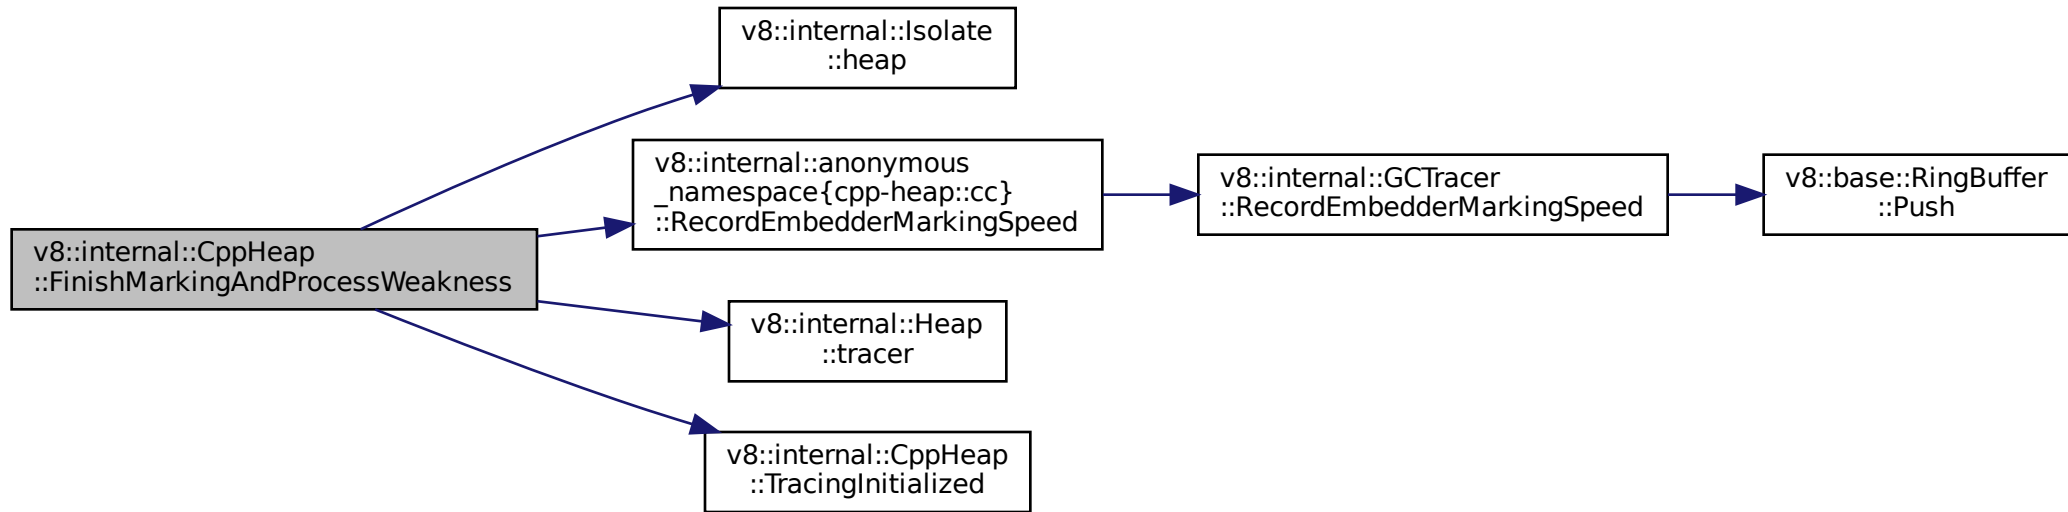 v8::internal::Isolate
::heap
v8::internal::anonymous
_namespace{cpp-heap::cc}
::RecordEmbedderMarkingSpeed
v8::internal::GCTracer
::RecordEmbedderMarkingSpeed
v8::base::RingBuffer
::Push
v8::internal::CppHeap
::FinishMarkingAndProcessWeakness
v8::internal::Heap
::tracer
v8::internal::CppHeap
::TracingInitialized